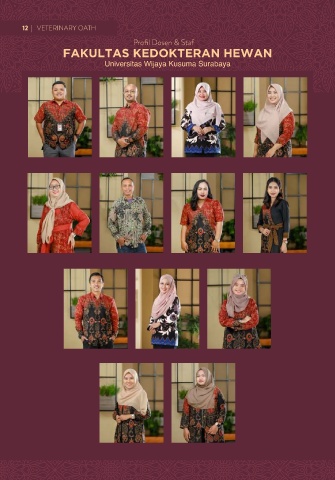 12 | VETERINARY OATH
Profil Dosen & Staf
FAKULTAS KEDOKTERAN HEWAN
Universitas Wijaya Kusuma Surabaya